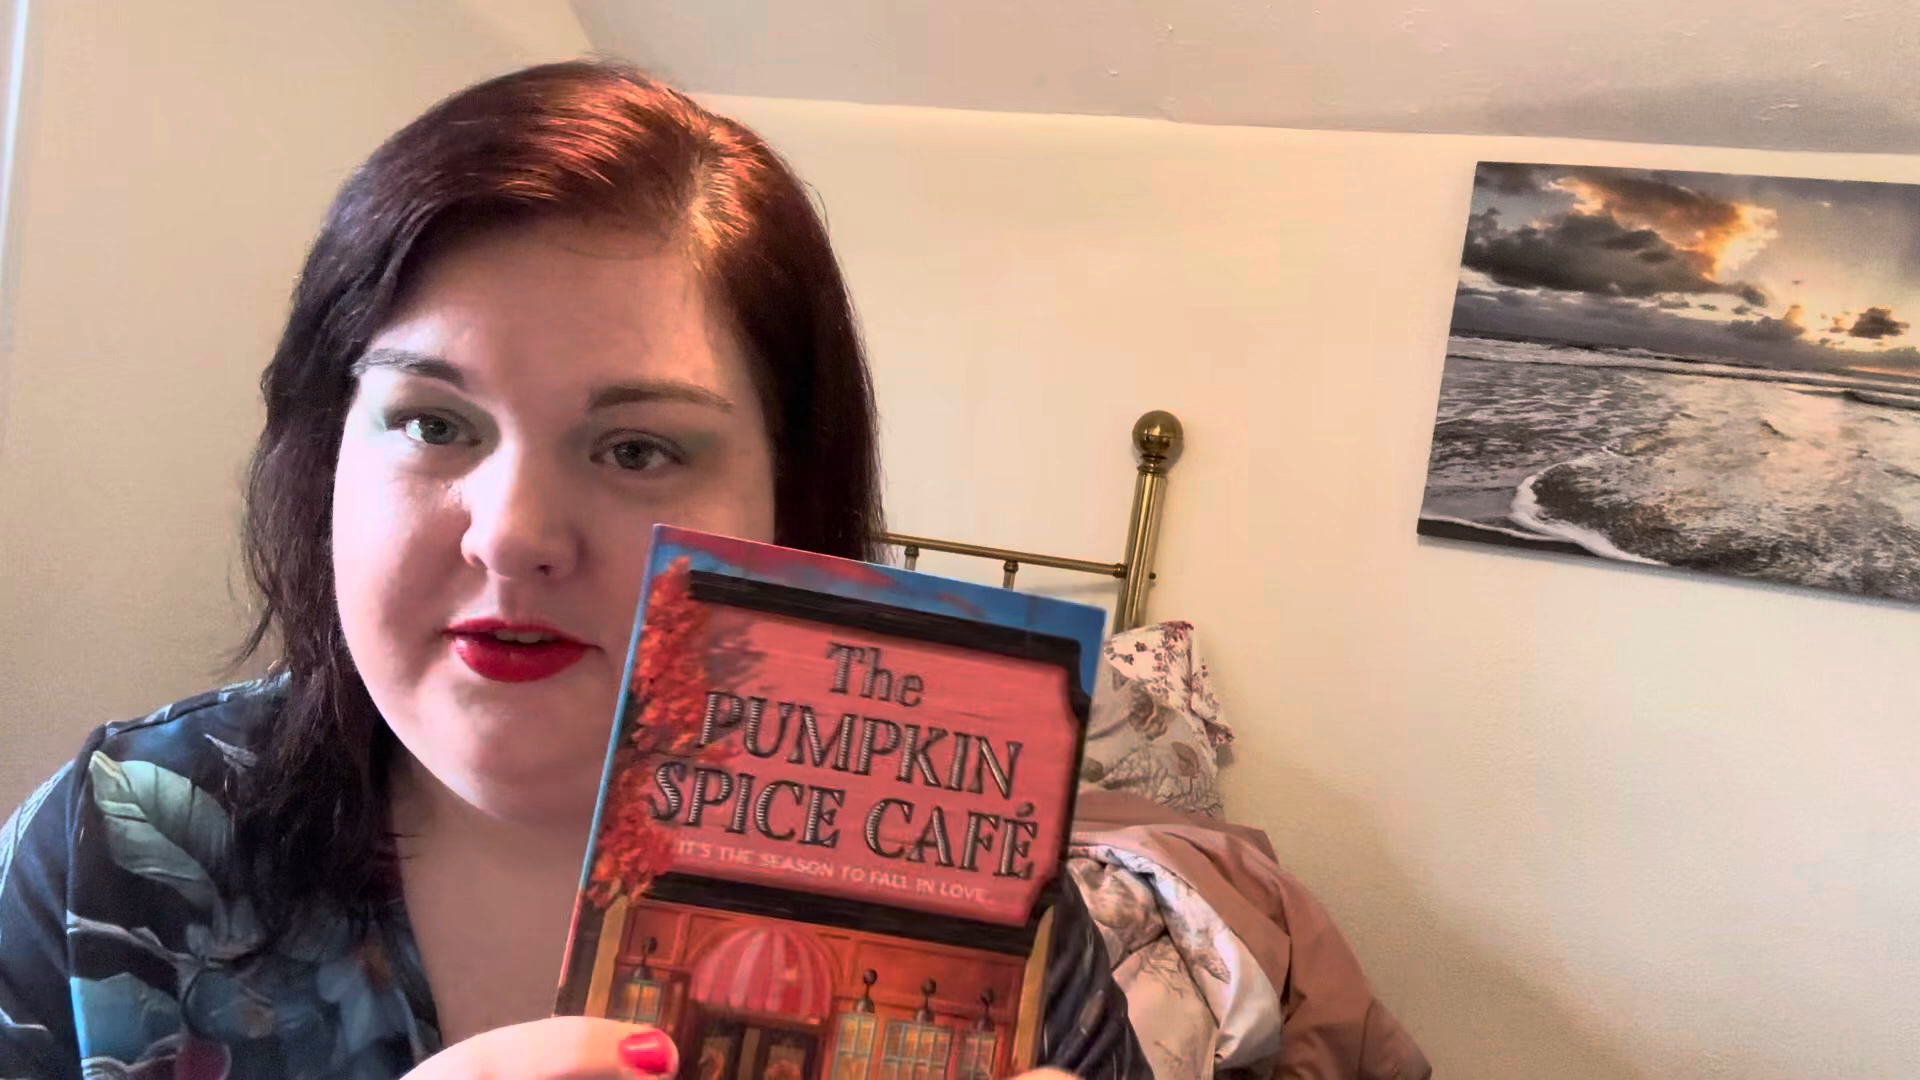 The
PUMPKIN
SPICE CAFÉ
IT'S THE SEASON TO FALL IN LOVE.